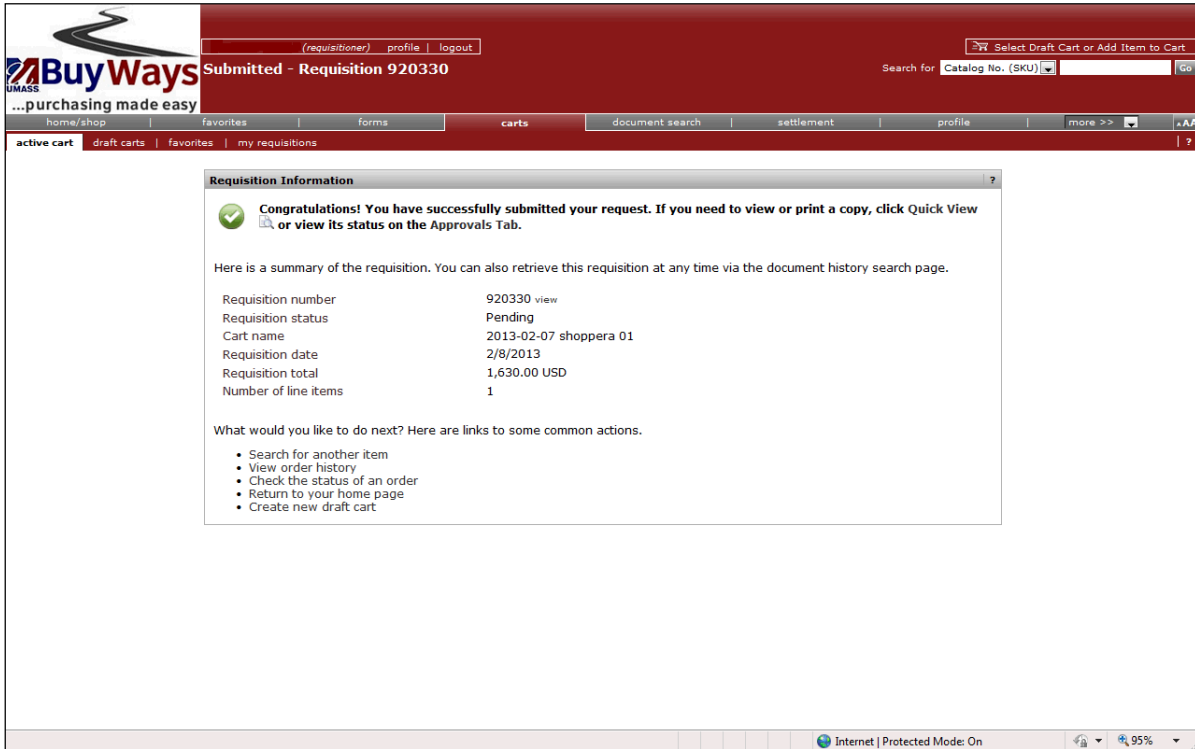 (requisitioner) profile | logout
Select Draft Cart or Add Item to Cart
UMASS
BuyWays
...purchasing made easy
Submitted - Requisition 920330
Search for Catalog No. (SKU) Go
home/shop | favorites | forms carts document search | settlement | profile | more >> AA
active cart draft carts | favorites | my requisitions | ?
Requisition Information ?
Congratulations! You have successfully submitted your request. If you need to view or print a copy, click Quick View
or view its status on the Approvals Tab.
Here is a summary of the requisition. You can also retrieve this requisition at any time via the document history search page.
Requisition number 920330 view
Requisition status Pending
Cart name 2013-02-07 shoppera 01
Requisition date 2/8/2013
Requisition total 1,630.00 USD
Number of line items 1
What would you like to do next? Here are links to some common actions.
• Search for another item
• View order history
• Check the status of an order
• Return to your home page
• Create new draft cart
Internet | Protected Mode: On 95%